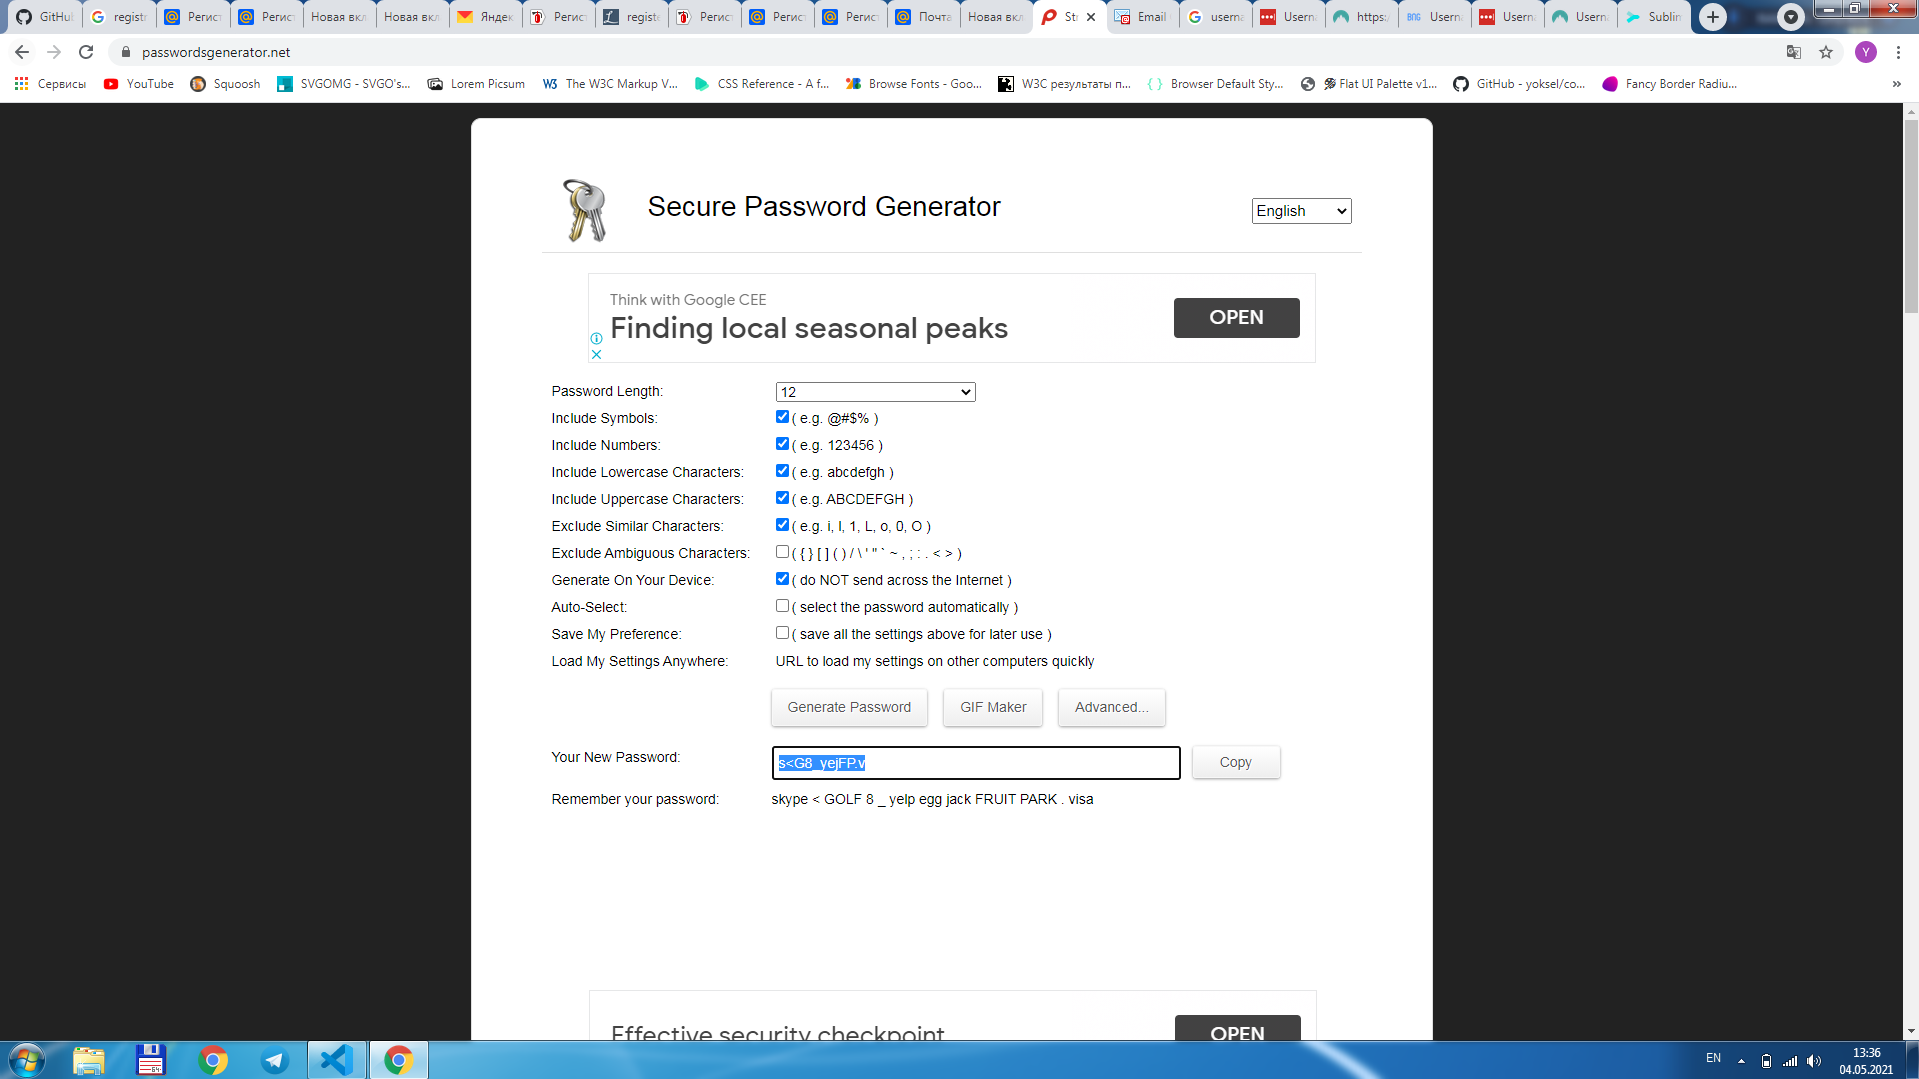 GitHub registr Регист Регист Новая вкл Новая вкл Яндек Регист registe Регист Регист Регист Почта Новая вкл St Email userna Userna https:/ Userna Userna Userna Sublim
passwordsgenerator.net Y
Сервисы YouTube Squoosh SVGOMG - SVGO's... Lorem Picsum W3 The W3C Markup V... CSS Reference - A f... Browse Fonts - Goo... W3C результаты п... Browser Default Sty... Flat UI Palette v1... GitHub - yoksel/co... Fancy Border Radiu... »
Secure Password Generator
English
Think with Google CEE
Finding local seasonal peaks
OPEN
Password Length: 12
Include Symbols: ( e.g. @#$% )
Include Numbers: ( e.g. 123456 )
Include Lowercase Characters: ( e.g. abcdefgh )
Include Uppercase Characters: ( e.g. ABCDEFGH )
Exclude Similar Characters: ( e.g. i, l, 1, L, o, 0, O )
Exclude Ambiguous Characters: ( { } [ ] ( ) / \ ' " ` ~ , ; : . < > )
Generate On Your Device: ( do NOT send across the Internet )
Auto-Select: ( select the password automatically )
Save My Preference: ( save all the settings above for later use )
Load My Settings Anywhere: URL to load my settings on other computers quickly
Generate Password GIF Maker Advanced...
Your New Password: s<G8_yejFP.v Copy
Remember your password: skype < GOLF 8 _ yelp egg jack FRUIT PARK . visa
Effective security checkpoint
OPEN
EN 13:36
04.05.2021